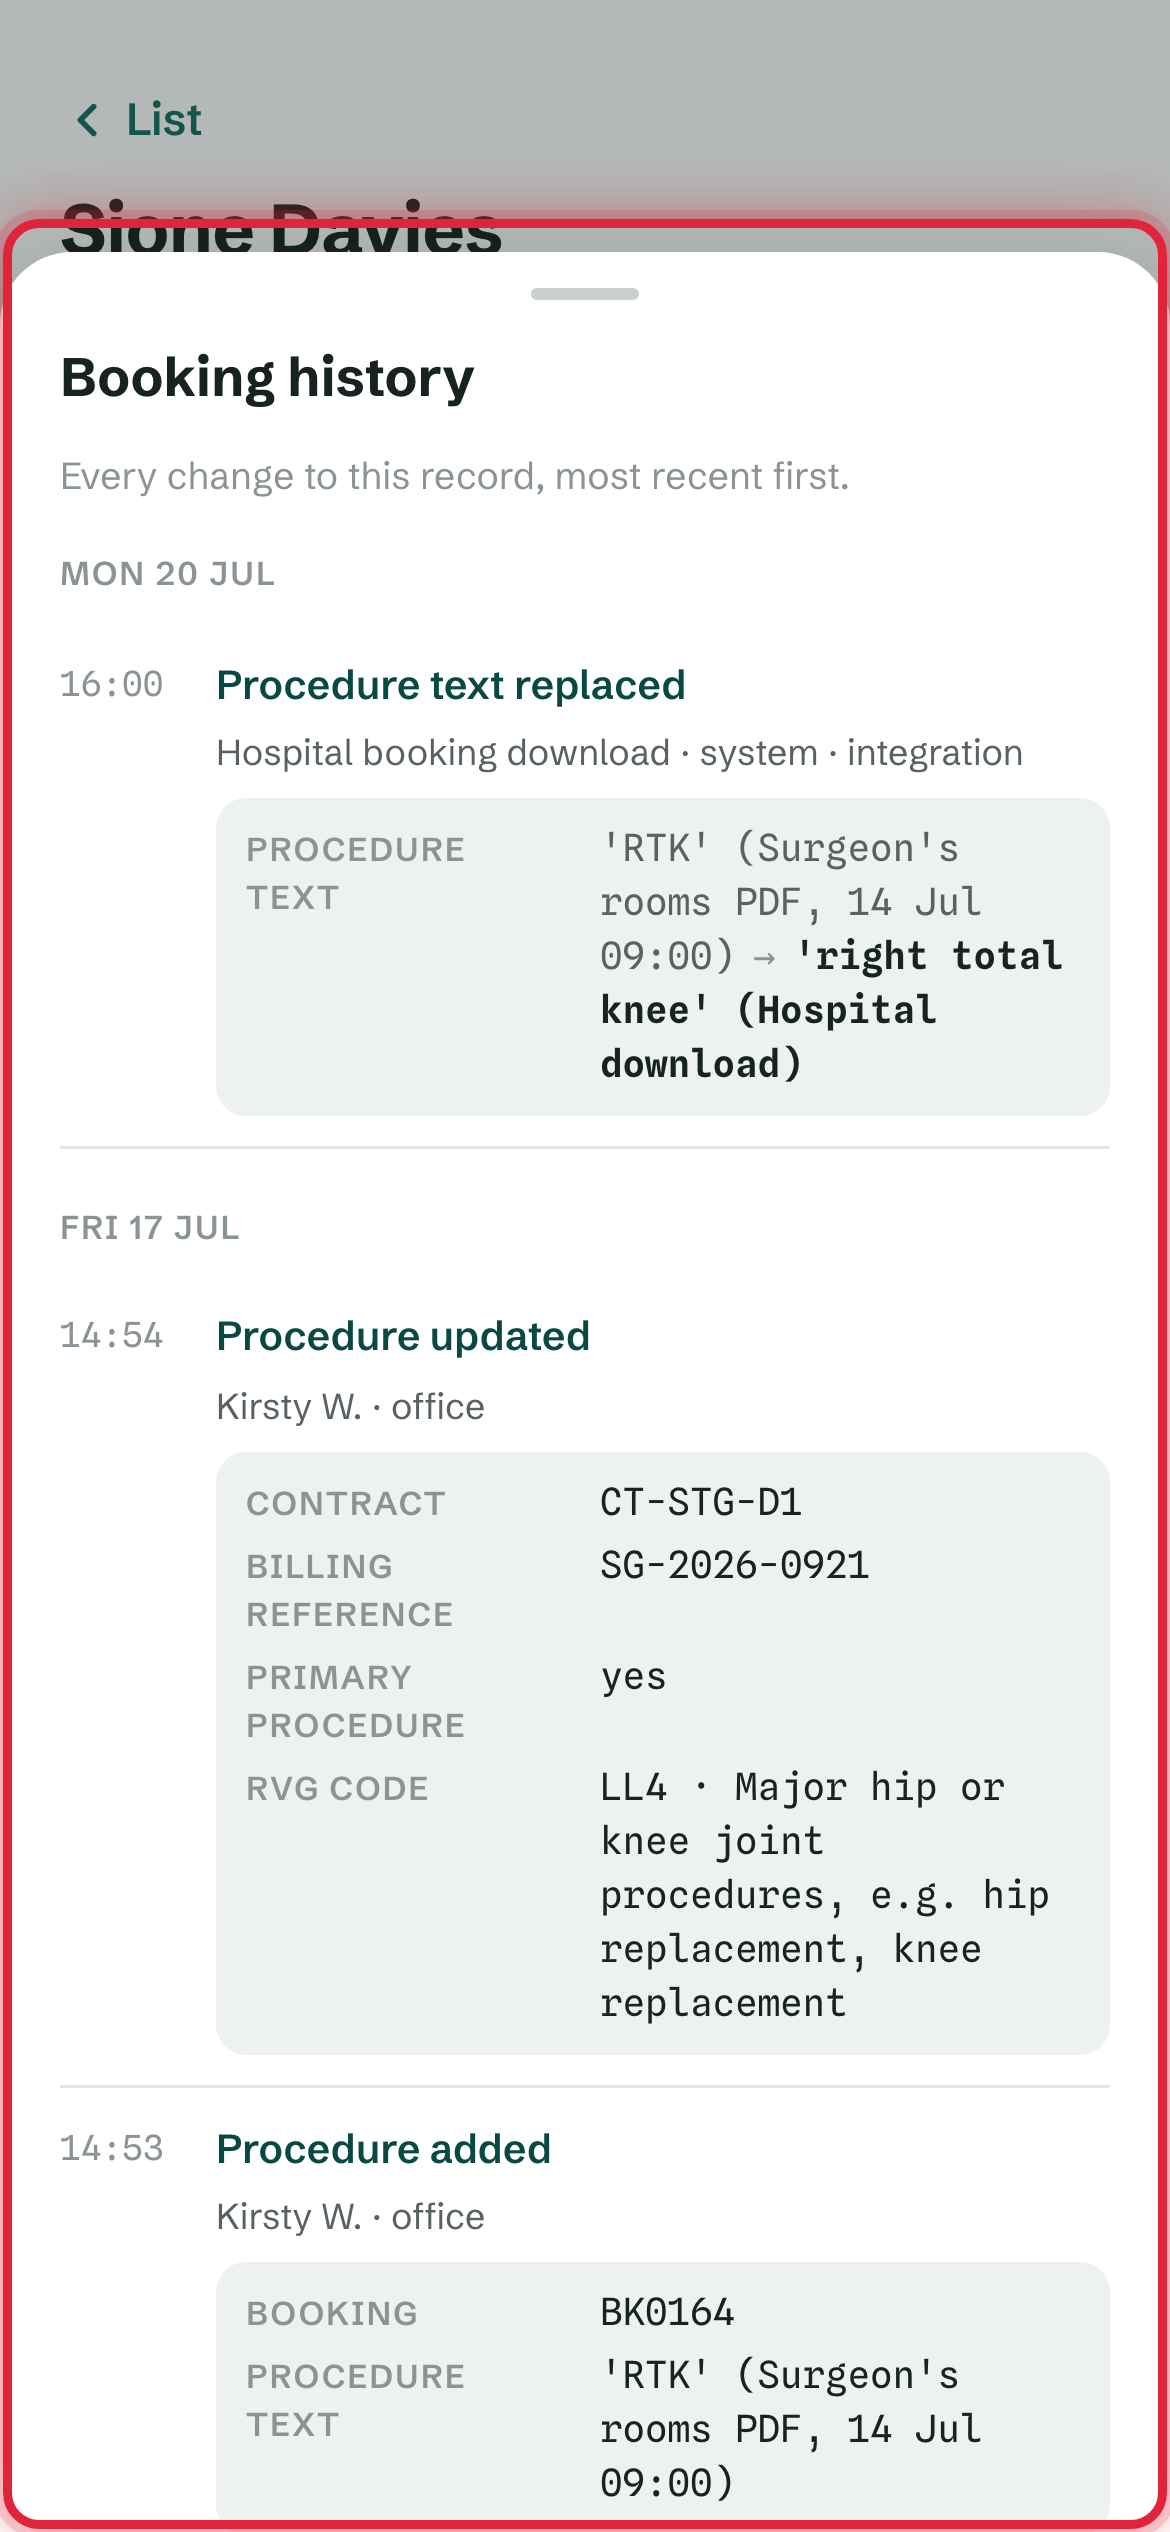 List
Sione Davies
Booking history
Every change to this record, most recent first.
MON 20 JUL
16:00 Procedure text replaced
Hospital booking download · system · integration
PROCEDURE TEXT
'RTK' (Surgeon's
rooms PDF, 14 Jul
09:00) → 'right total
knee' (Hospital
download)
FRI 17 JUL
14:54 Procedure updated
Kirsty W. · office
CONTRACT CT-STG-D1
BILLING REFERENCE SG-2026-0921
PRIMARY PROCEDURE yes
RVG CODE LL4 · Major hip or
knee joint
procedures, e.g. hip
replacement, knee
replacement
14:53 Procedure added
Kirsty W. · office
BOOKING BK0164
PROCEDURE TEXT
'RTK' (Surgeon's
rooms PDF, 14 Jul
09:00)